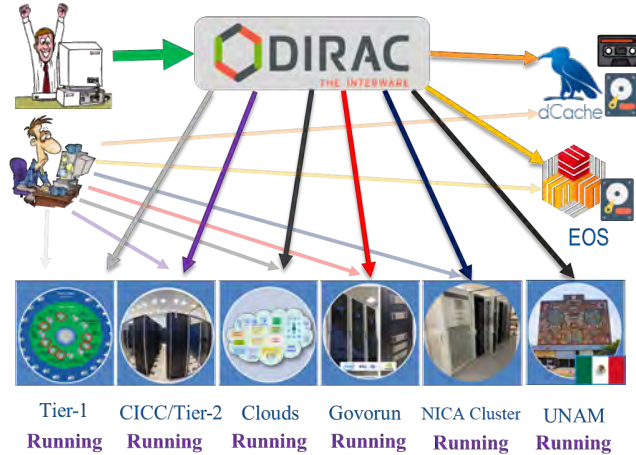 DIRAC
THE INTERWARE
dCache
EOS
Tier-1
CICC/Tier-2
Clouds
Govorun
NICA Cluster
UNAM
Running
Running
Running
Running
Running
Running